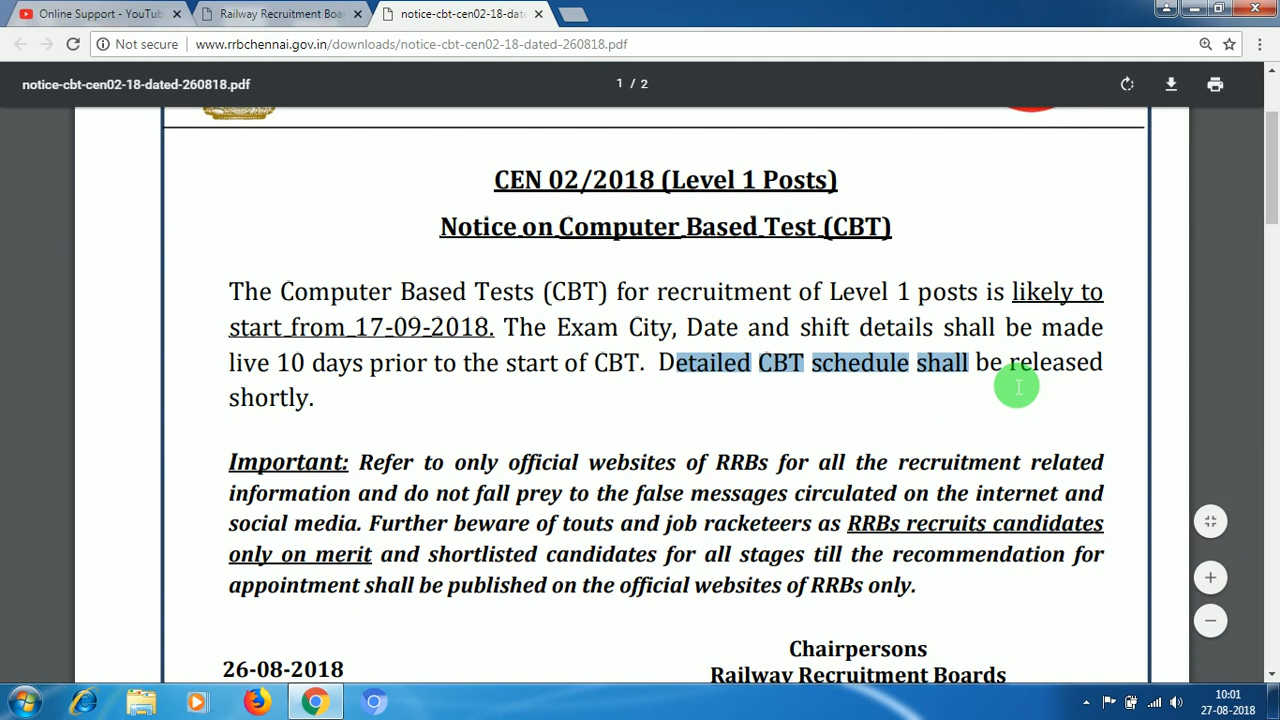 Online Support - YouTub
Railway Recruitment Boa
notice-cbt-cen02-18-date
Not secure
www.rrbchennai.gov.in/downloads/notice-cbt-cen02-18-dated-260818.pdf
notice-cbt-cen02-18-dated-260818.pdf
1 / 2
CEN 02/2018 (Level 1 Posts)
Notice on Computer Based Test (CBT)
The Computer Based Tests (CBT) for recruitment of Level 1 posts is likely to
start from 17-09-2018. The Exam City, Date and shift details shall be made
live 10 days prior to the start of CBT. Detailed CBT schedule shall be released
shortly.
Important: Refer to only official websites of RRBs for all the recruitment related
information and do not fall prey to the false messages circulated on the internet and
social media. Further beware of touts and job racketeers as RRBs recruits candidates
only on merit and shortlisted candidates for all stages till the recommendation for
appointment shall be published on the official websites of RRBs only.
Chairpersons
26-08-2018
Railway Recruitment Boards
10:01
27-08-2018